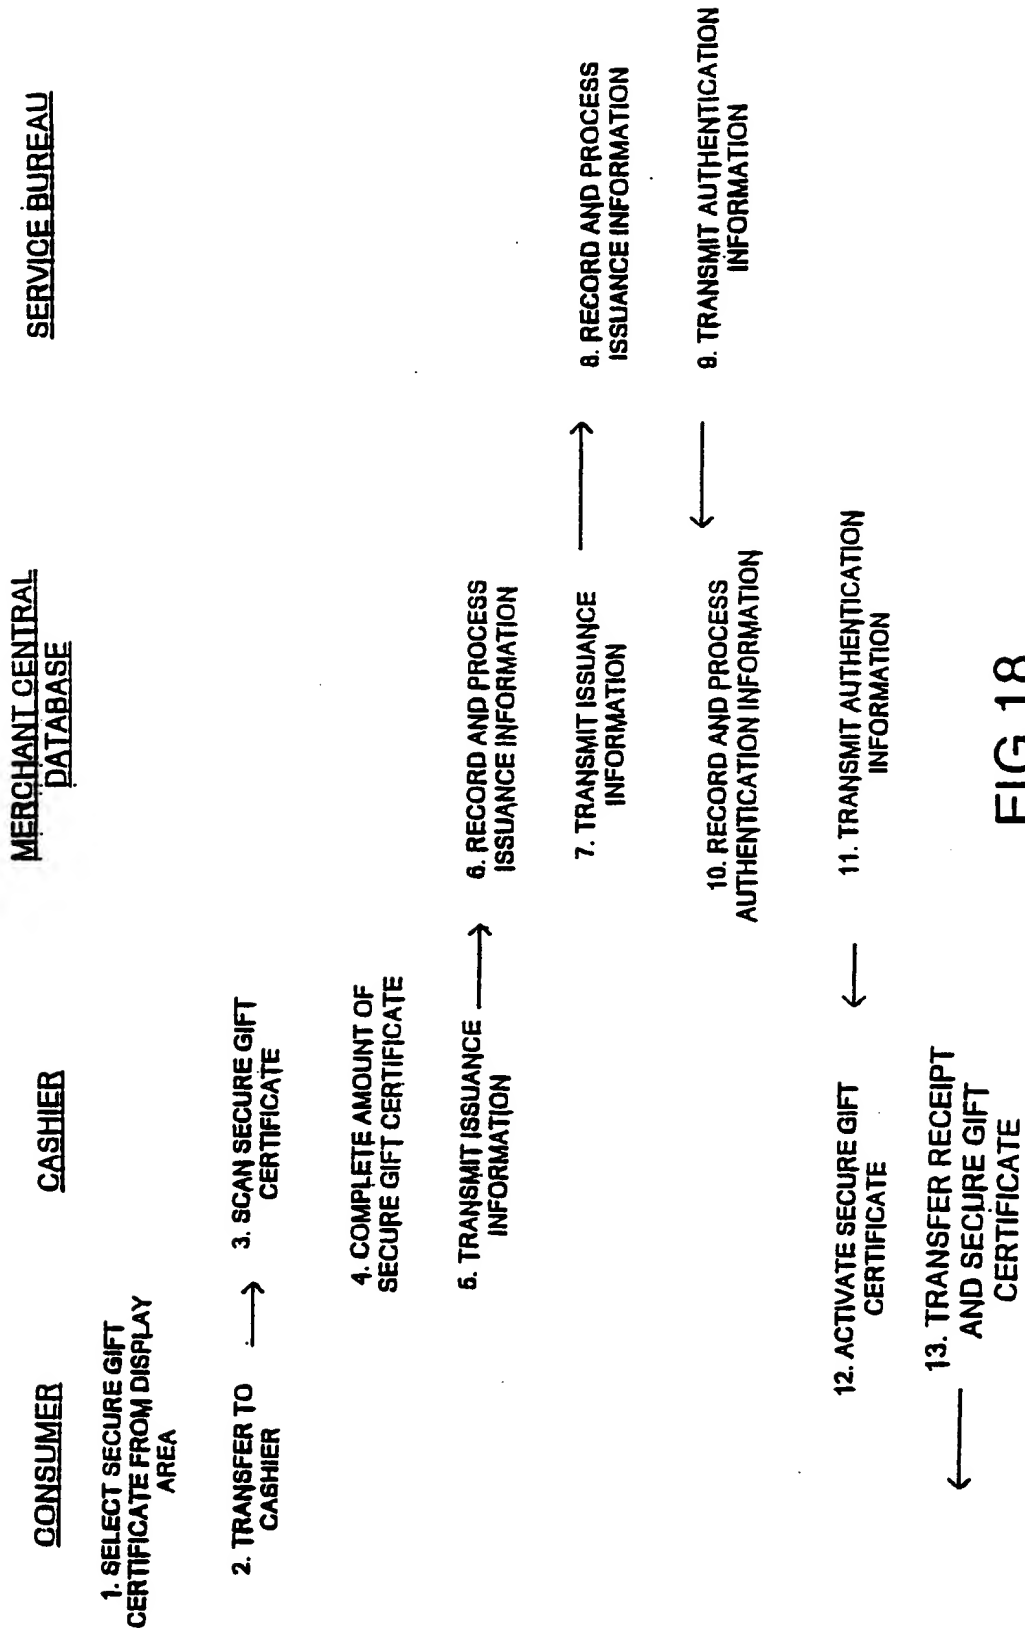 CONSUMER
CASHIER
MERCHANT CENTRAL
DATABASE
SERVICE BUREAU
1. SELECT SECURE GIFT
CERTIFICATE FROM DISPLAY
AREA
2. TRANSFER TO
CASHIER
3. SCAN SECURE GIFT
CERTIFICATE
4. COMPLETE AMOUNT OF
SECURE GIFT CERTIFICATE
5. TRANSMIT ISSUANCE
INFORMATION
6. RECORD AND PROCESS
ISSUANCE INFORMATION
7. TRANSMIT ISSUANCE
INFORMATION
8. RECORD AND PROCESS
ISSUANCE INFORMATION
9. TRANSMIT AUTHENTICATION
INFORMATION
10. RECORD AND PROCESS
AUTHENTICATION INFORMATION
11. TRANSMIT AUTHENTICATION
INFORMATION
12. ACTIVATE SECURE GIFT
CERTIFICATE
13. TRANSFER RECEIPT
AND SECURE GIFT
CERTIFICATE
FIG 18